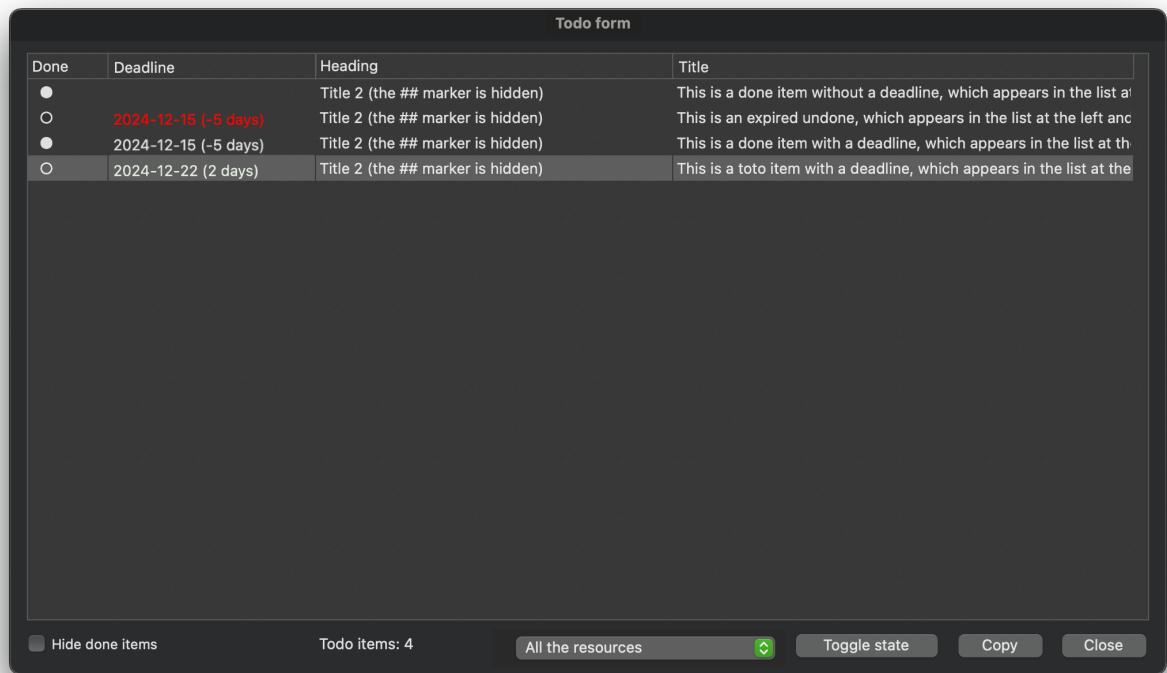 Todo form
Done Deadline Heading Title
Title 2 (the ## marker is hidden) This is a done item without a deadline, which appears in the list
2024-12-15 (-5 days) Title 2 (the ## marker is hidden) This is an expired undone, which appears in the list at the left and
2024-12-15 (-5 days) Title 2 (the ## marker is hidden) This is a done item with a deadline, which appears in the list at
2024-12-22 (2 days) Title 2 (the ## marker is hidden) This is a toto item with a deadline, which appears in the list at the
Hide done items Todo items: 4 All the resources Toggle state Copy Close